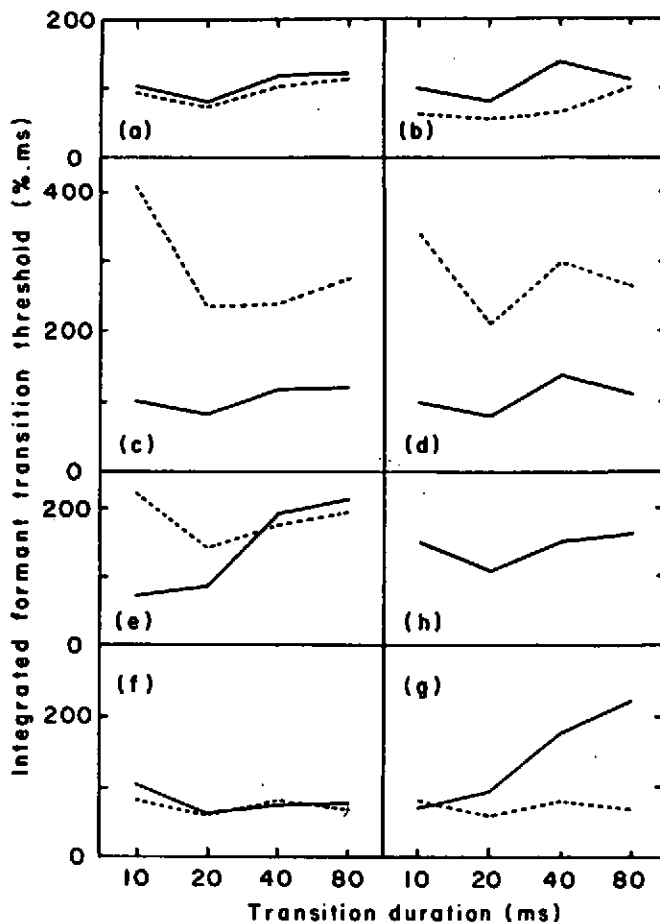 Integrated formant transition threshold (%.ms)
200
0
(a)
(b)
400
200
0
(c)
(d)
200
0
(e)
(h)
200
0
(f)
(g)
10 20 40 80
10 20 40 80
Transition duration (ms)